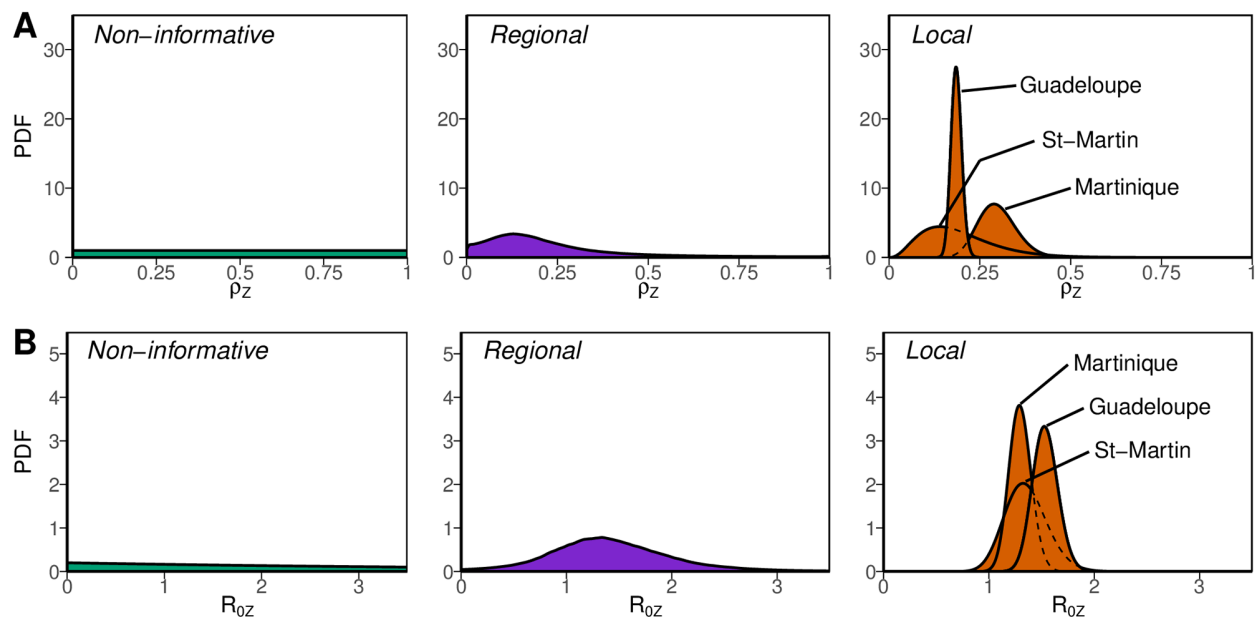 A
Non−informative
Regional
Local
PDF
30
20
10
0
0
0.25
0.5
0.75
1
ρZ
30
20
10
0
0
0.25
0.5
0.75
1
ρZ
30
20
10
0
Guadeloupe
St−Martin
Martinique
0
0.25
0.5
0.75
1
ρZ
B
Non−informative
Regional
Local
PDF
5
4
3
2
1
0
0
1
2
3
R0Z
5
4
3
2
1
0
0
1
2
3
R0Z
5
4
3
2
1
0
Martinique
Guadeloupe
St−Martin
0
1
2
3
R0Z